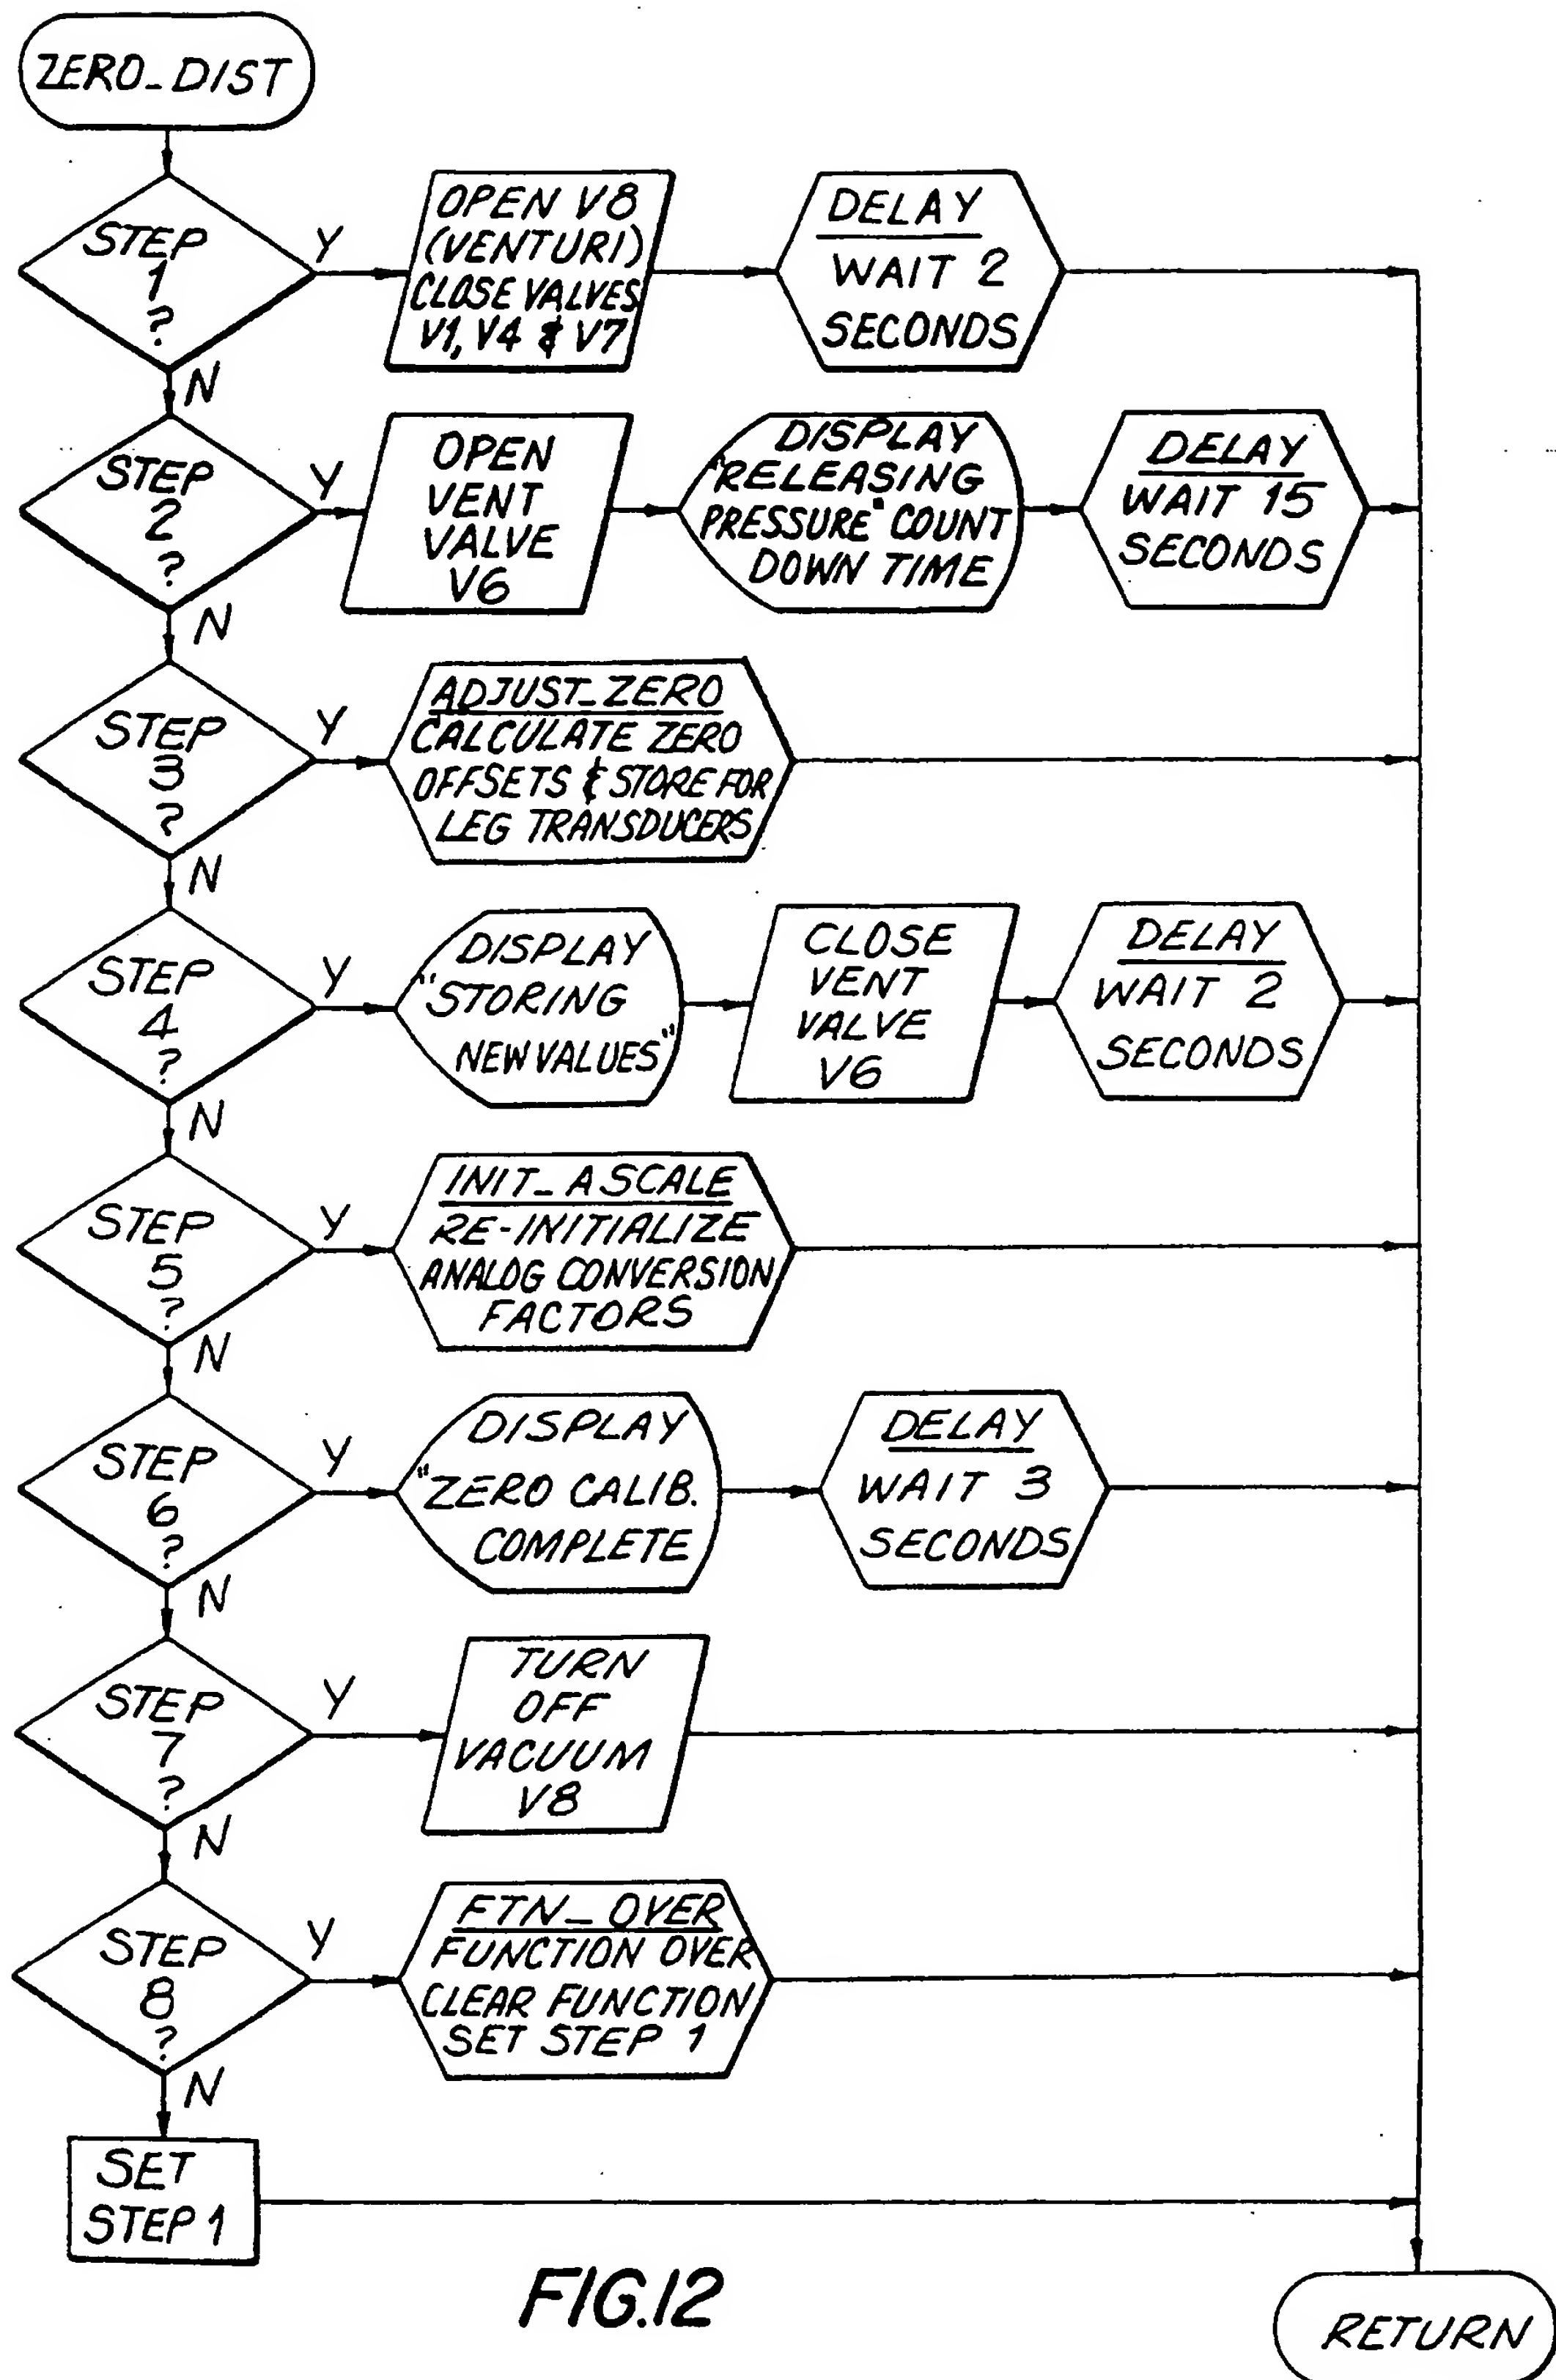 ZERO_DIST
STEP
1
?
Y
N
OPEN V8
(VENTURI)
CLOSE VALVES
V1, V4 & V7
DELAY
WAIT 2
SECONDS
STEP
2
?
Y
N
OPEN
VENT
VALVE
V6
DISPLAY
"RELEASING
PRESSURE" COUNT
DOWN TIME
DELAY
WAIT 15
SECONDS
STEP
3
?
Y
N
ADJUST_ZERO
CALCULATE ZERO
OFFSETS & STORE FOR
LEG TRANSDUCERS
STEP
4
?
Y
N
DISPLAY
"STORING
NEW VALUES"
CLOSE
VENT
VALVE
V6
DELAY
WAIT 2
SECONDS
STEP
5
?
Y
N
INIT_ASCALE
RE-INITIALIZE
ANALOG CONVERSION
FACTORS
STEP
6
?
Y
N
DISPLAY
"ZERO CALIB.
COMPLETE
DELAY
WAIT 3
SECONDS
STEP
7
?
Y
N
TURN
OFF
VACUUM
V8
STEP
8
?
Y
N
FTN_OVER
FUNCTION OVER
CLEAR FUNCTION
SET STEP 1
SET
STEP 1
FIG.12
RETURN